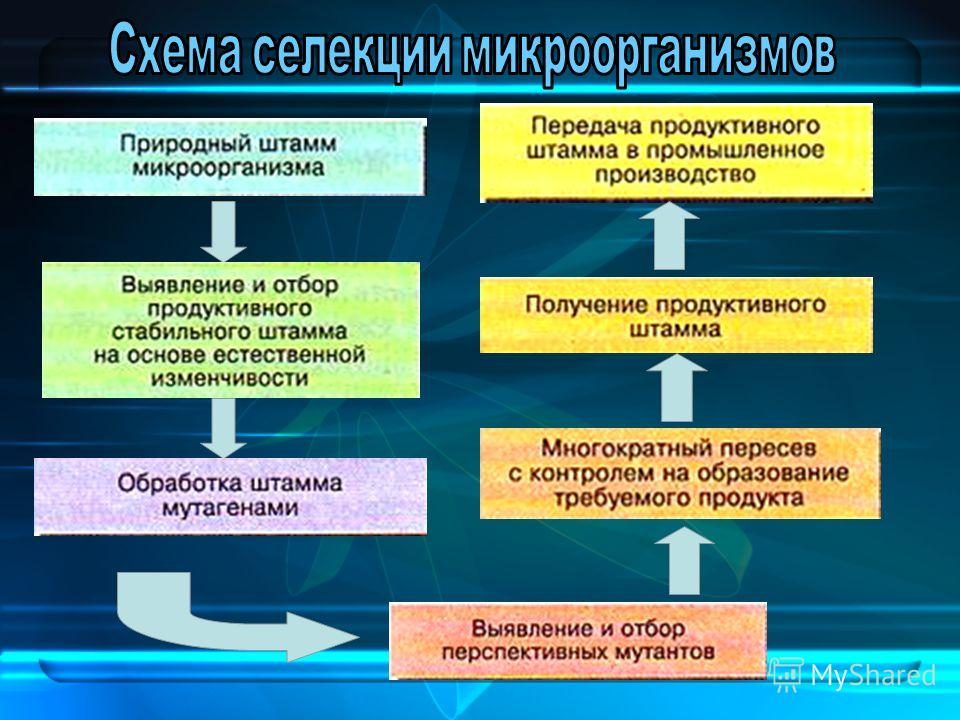 Схема селекции микроорганизмов
Природный штамм
микроорганизма
Выявление и отбор
продуктивного
стабильного штамма
на основе естественной
изменчивости
Обработка штамма
мутагенами
Выявление и отбор
перспективных мутантов
Многократный пересев
с контролем на образование
требуемого продукта
Получение продуктивного
штамма
Передача продуктивного
штамма в промышленное
производство
MyShared